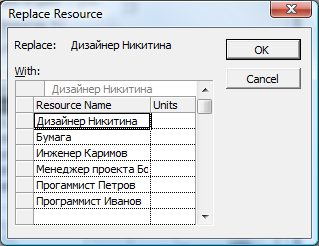 Replace Resource
Replace: Дизайнер Никитина
OK
Cancel
With:
Дизайнер Никитина
Resource Name Units
Дизайнер Никитина
Бумага
Инженер Каримов
Менеджер проекта Бо
Прогаммист Петров
Программист Иванов